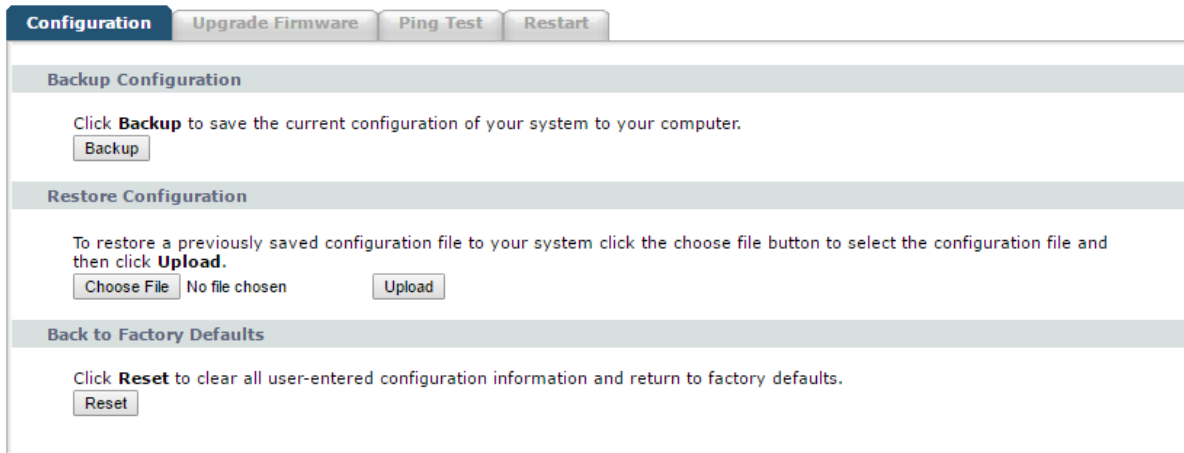 Configuration Upgrade Firmware Ping Test Restart
Backup Configuration
Click Backup to save the current configuration of your system to your computer.
Backup
Restore Configuration
To restore a previously saved configuration file to your system click the choose file button to select the configuration file and
then click Upload.
Choose File No file chosen Upload
Back to Factory Defaults
Click Reset to clear all user-entered configuration information and return to factory defaults.
Reset